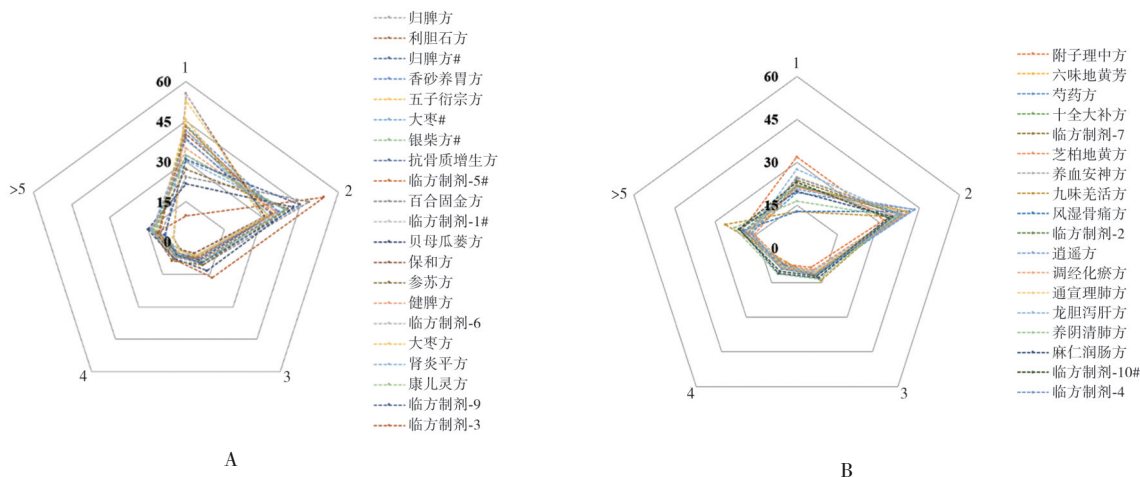 归脾方
利胆石方
归脾方#
香砂养胃方
五子衍宗方
大枣#
银柴方#
抗骨质增生方
临方制剂-5#
百合固金方
临方制剂-1#
贝母瓜蒌方
保和方
参苏方
健脾方
临方制剂-6
大枣方
肾炎平方
康儿灵方
临方制剂-9
临方制剂-3
1
60
45
30
15
0
>5
2
4
3
A
附子理中方
六味地黄芳
芍药方
十全大补方
临方制剂-7
芝柏地黄方
养血安神方
九味羌活方
风湿骨痛方
临方制剂-2
逍遥方
调经化瘀方
通宣理肺方
龙胆泻肝方
养阴清肺方
麻仁润肠方
临方制剂-10#
临方制剂-4
1
60
45
30
15
0
>5
2
4
3
B